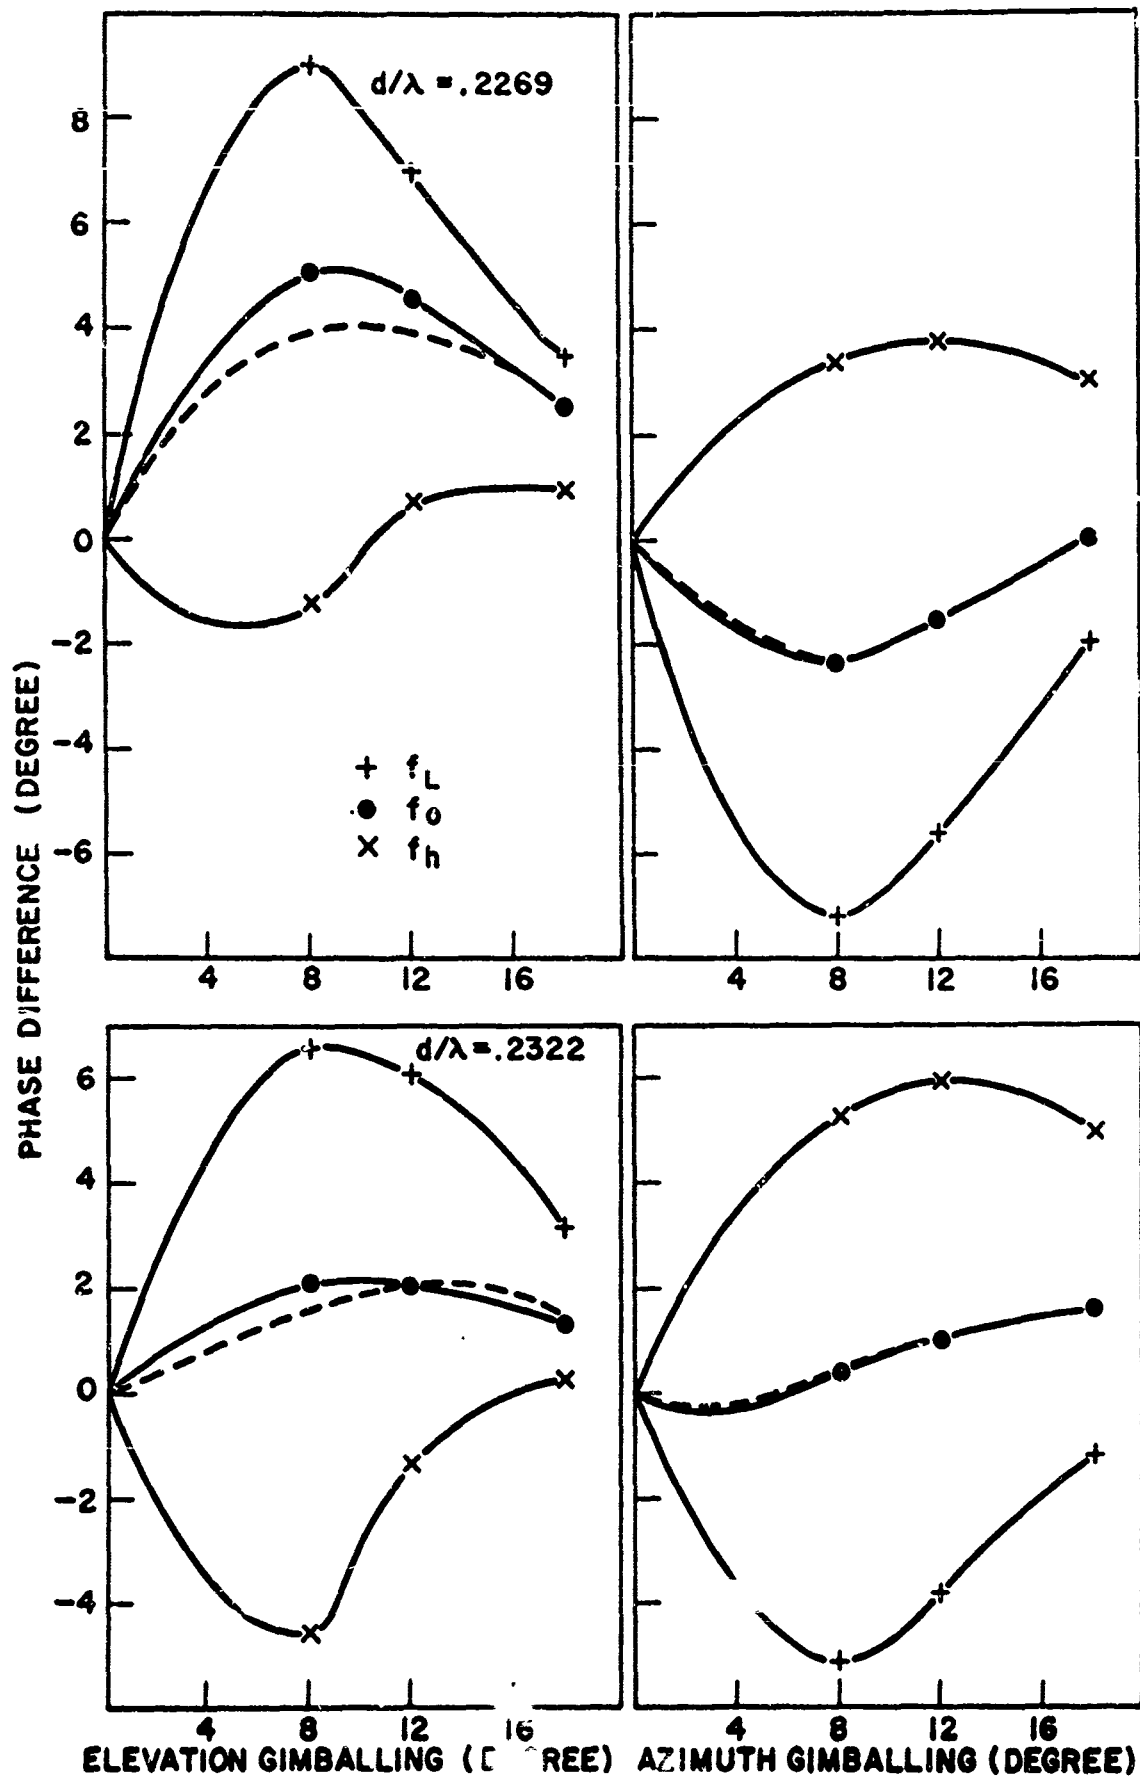 d/λ = .2269
8
6
4
2
0
-2
-4
-6
+ f_L
● f_o
× f_h
4 8 12 16
4 8 12 16
PHASE DIFFERENCE (DEGREE)
d/λ = .2322
6
4
2
0
-2
-4
4 8 12 16
4 8 12 16
ELEVATION GIMBALLING
AZIMUTH GIMBALLING (DEGREE)